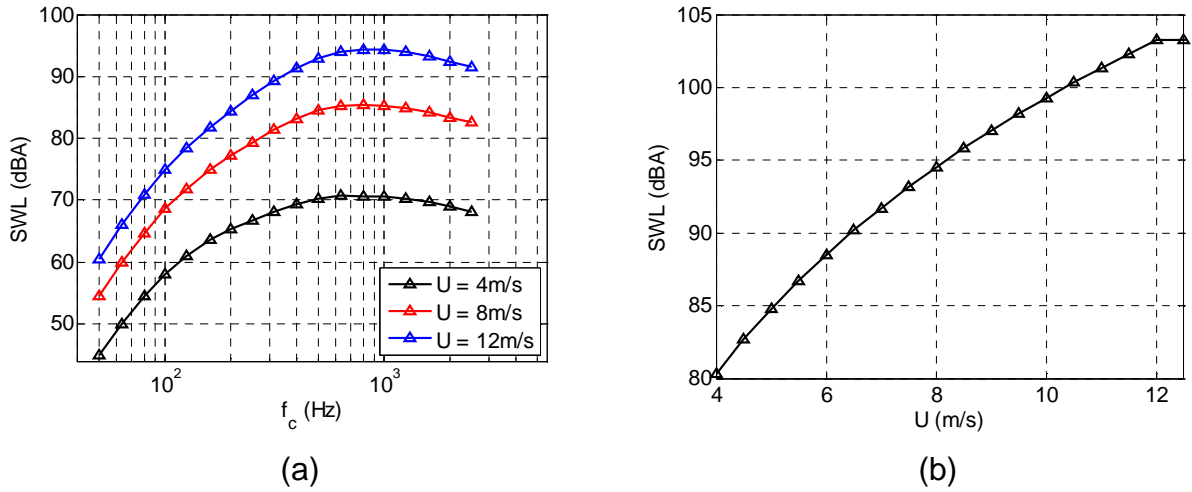 100
90
80
70
60
50
SWL (dBA)
10^2
10^3
f_c (Hz)
U = 4m/s
U = 8m/s
U = 12m/s
(a)
105
100
95
90
85
80
SWL (dBA)
4 6 8 10 12
U (m/s)
(b)